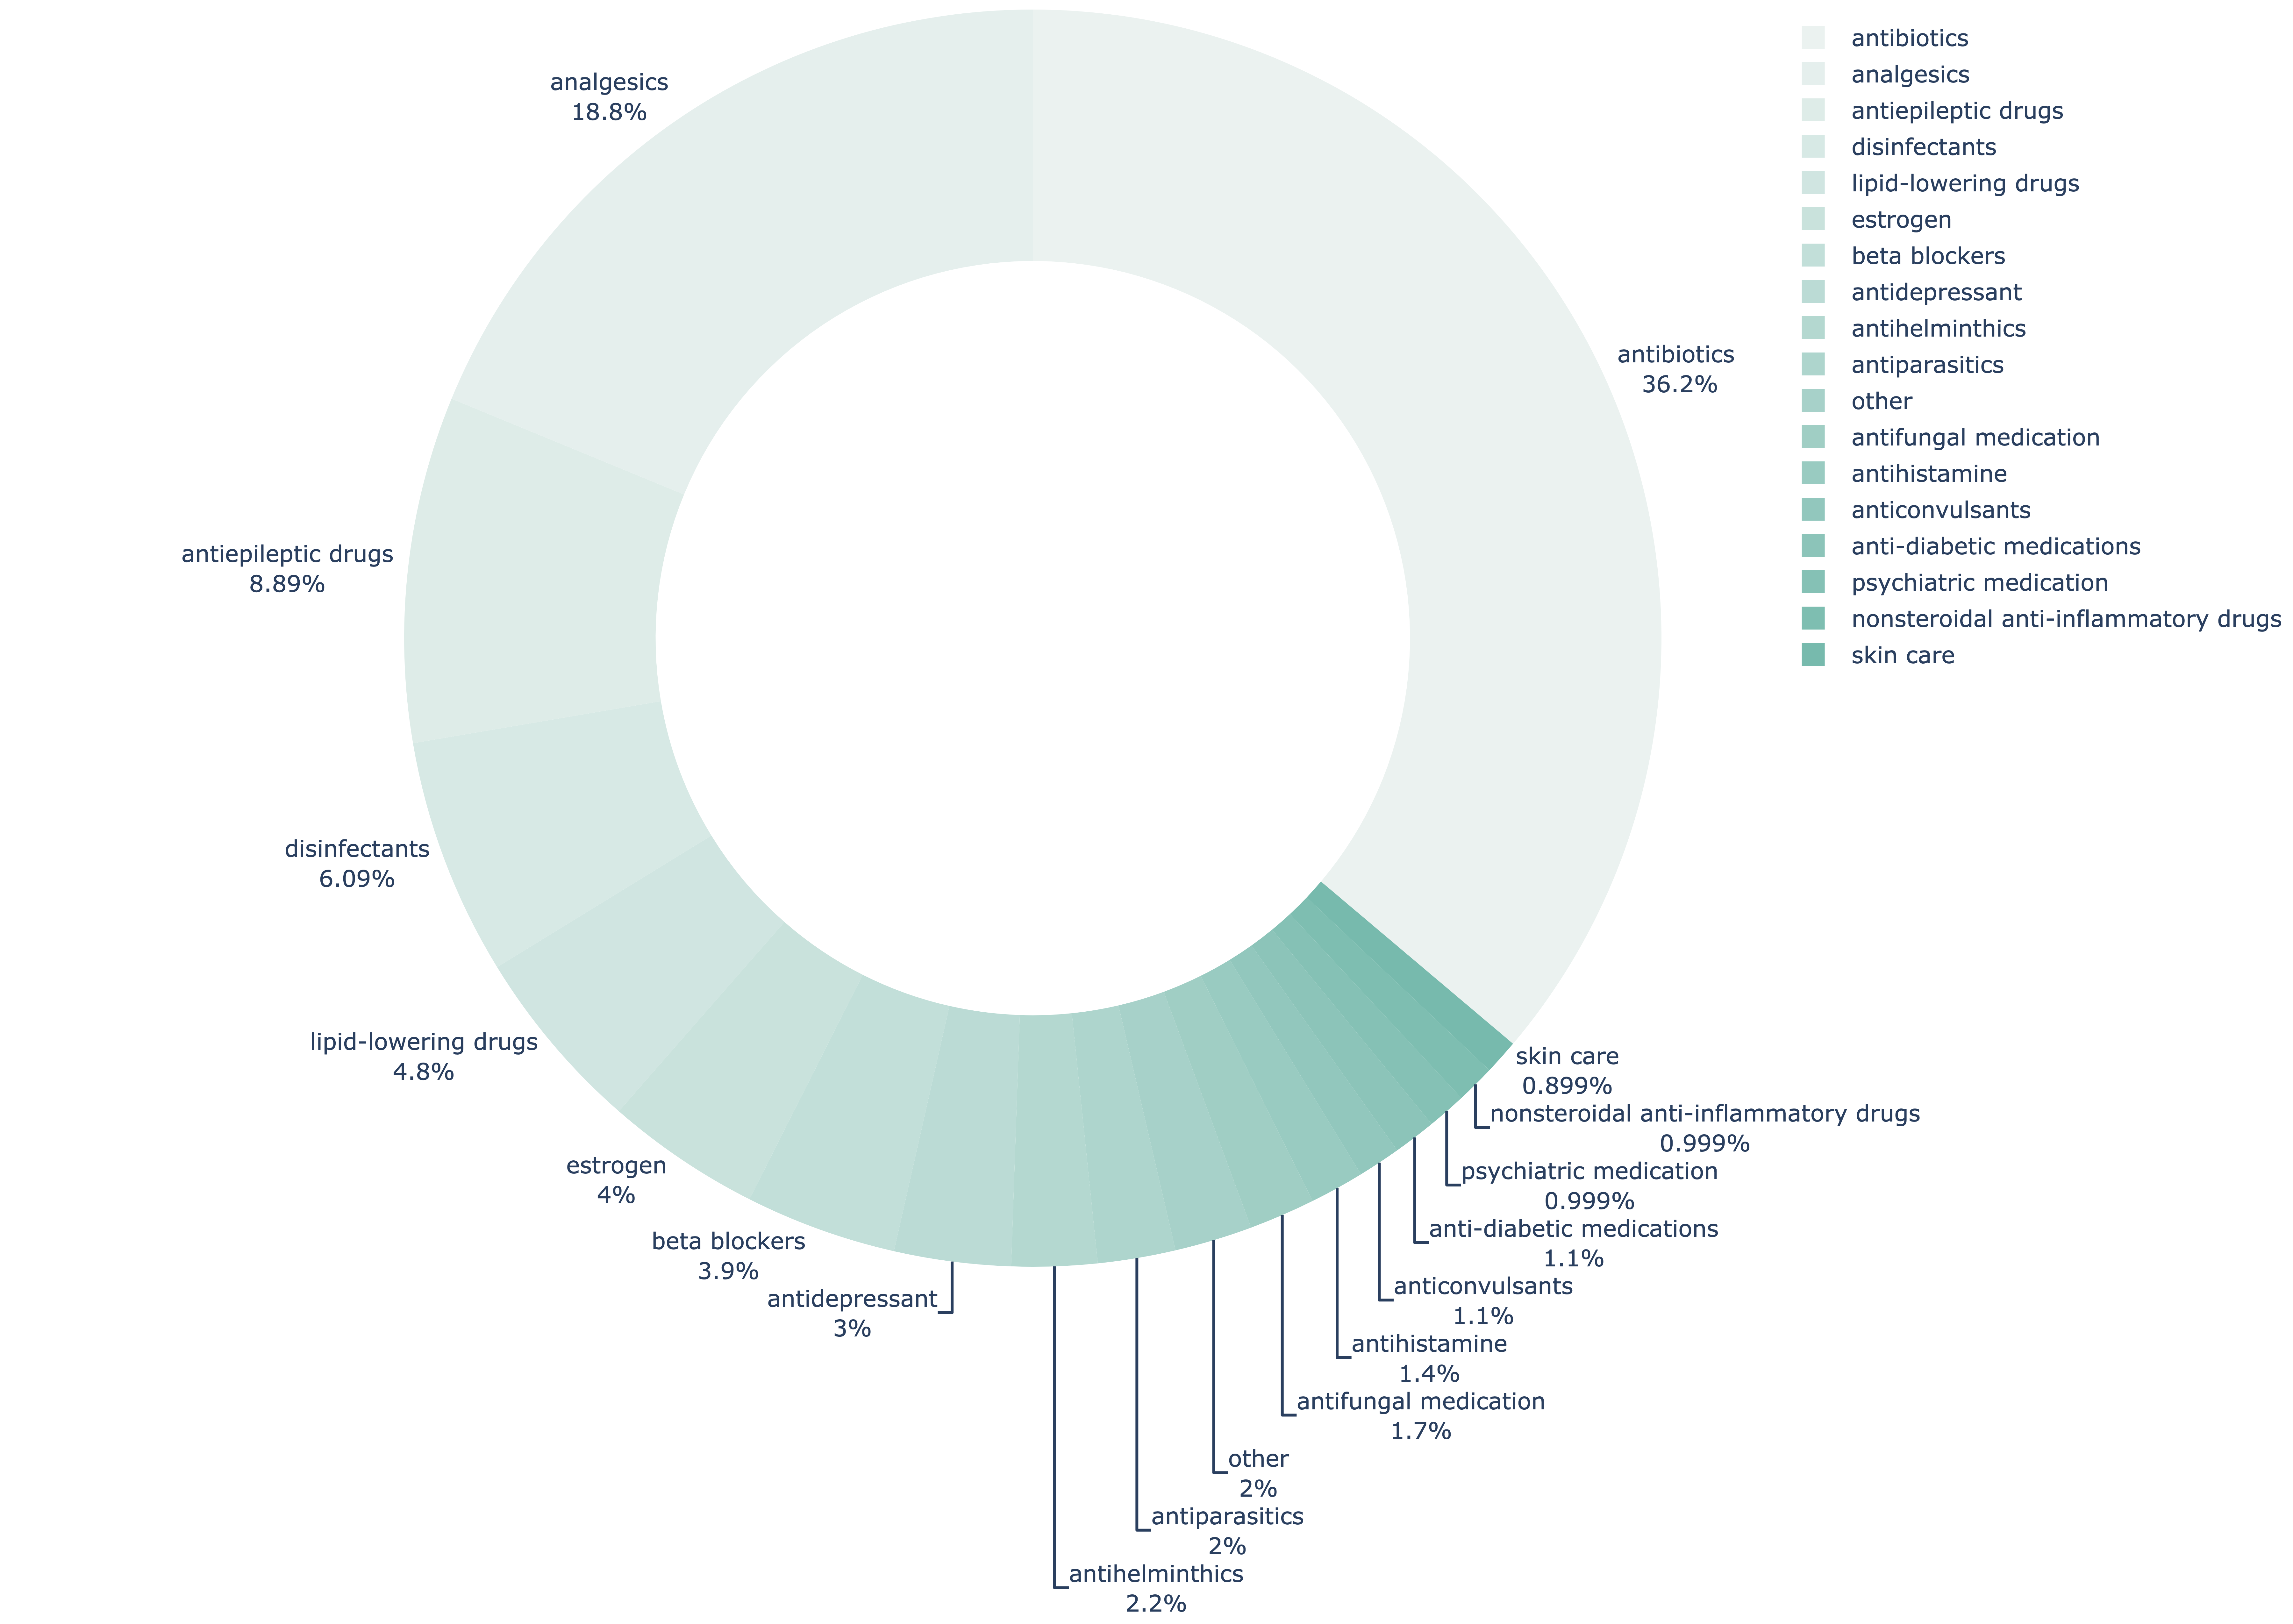 analgesics
18.8%
antibiotics
36.2%
antiepileptic drugs
8.89%
disinfectants
6.09%
lipid-lowering drugs
4.8%
estrogen
4%
beta blockers
3.9%
antidepressant
3%
skin care
0.899%
nonsteroidal anti-inflammatory drugs
0.999%
psychiatric medication
0.999%
anti-diabetic medications
1.1%
anticonvulsants
1.1%
antihistamine
1.4%
antifungal medication
1.7%
other
2%
antiparasitics
2%
antihelminthics
2.2%
antibiotics
analgesics
antiepileptic drugs
disinfectants
lipid-lowering drugs
estrogen
beta blockers
antidepressant
antihelminthics
antiparasitics
other
antifungal medication
antihistamine
anticonvulsants
anti-diabetic medications
psychiatric medication
nonsteroidal anti-inflammatory drugs
skin care